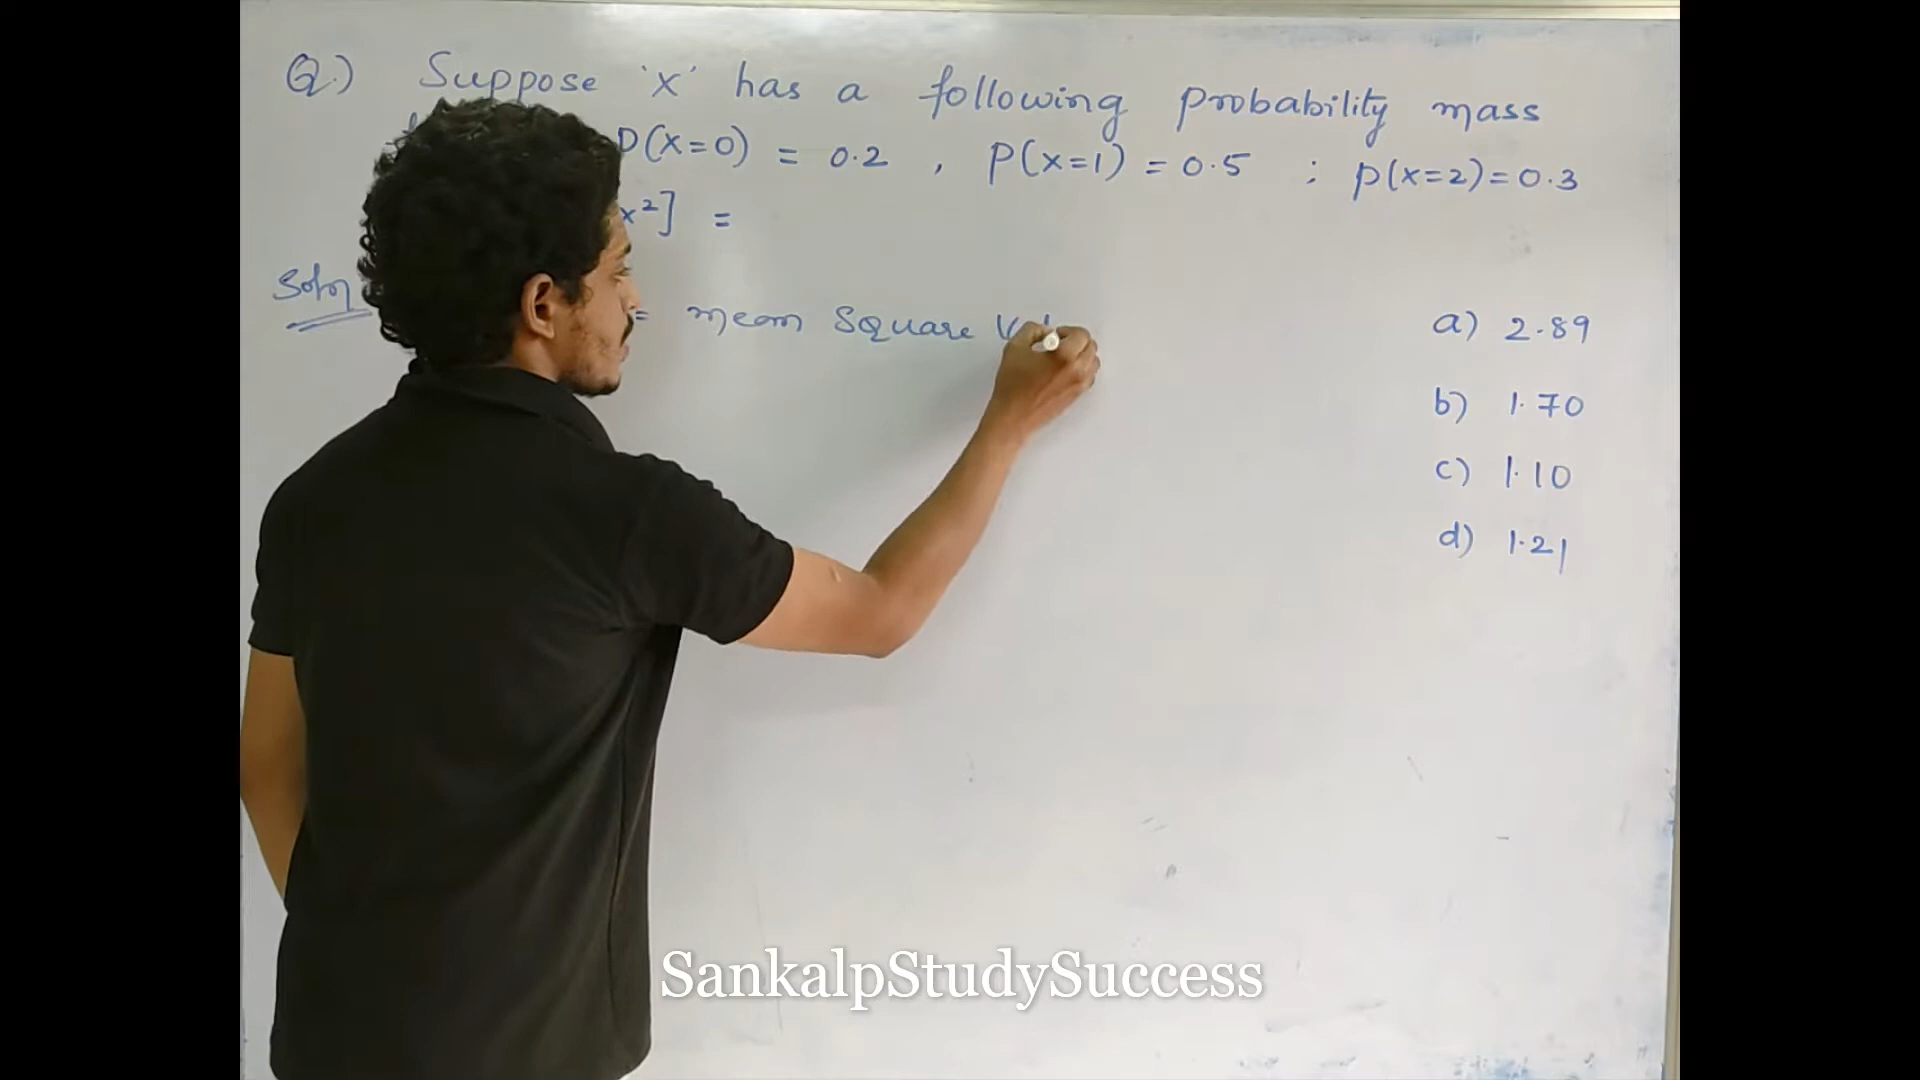 Q.) Suppose 'x' has a following probability mass
P(x=0) = 0.2 , P(x=1) = 0.5 ; p(x=2)=0.3
x²] =
Soln
= mean Square
a) 2.89
b) 1.70
c) 1.10
d) 1.21
SankalpStudySuccess